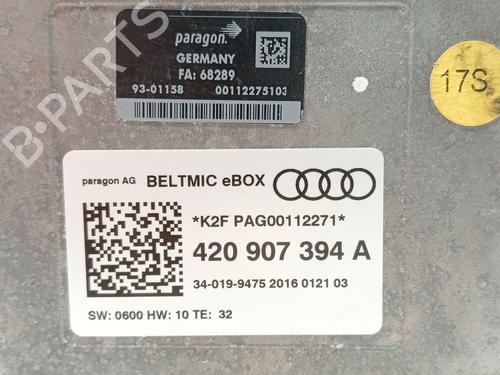 paragon.
GERMANY
FA: 68289
93-01158 00112275103
17S
B-PARTS
paragon AG BELTMIC eBOX
*K2F PAG00112271*
420 907 394 A
34-019-9475 2016 0121 03
SW: 0600 HW: 10 TE: 32